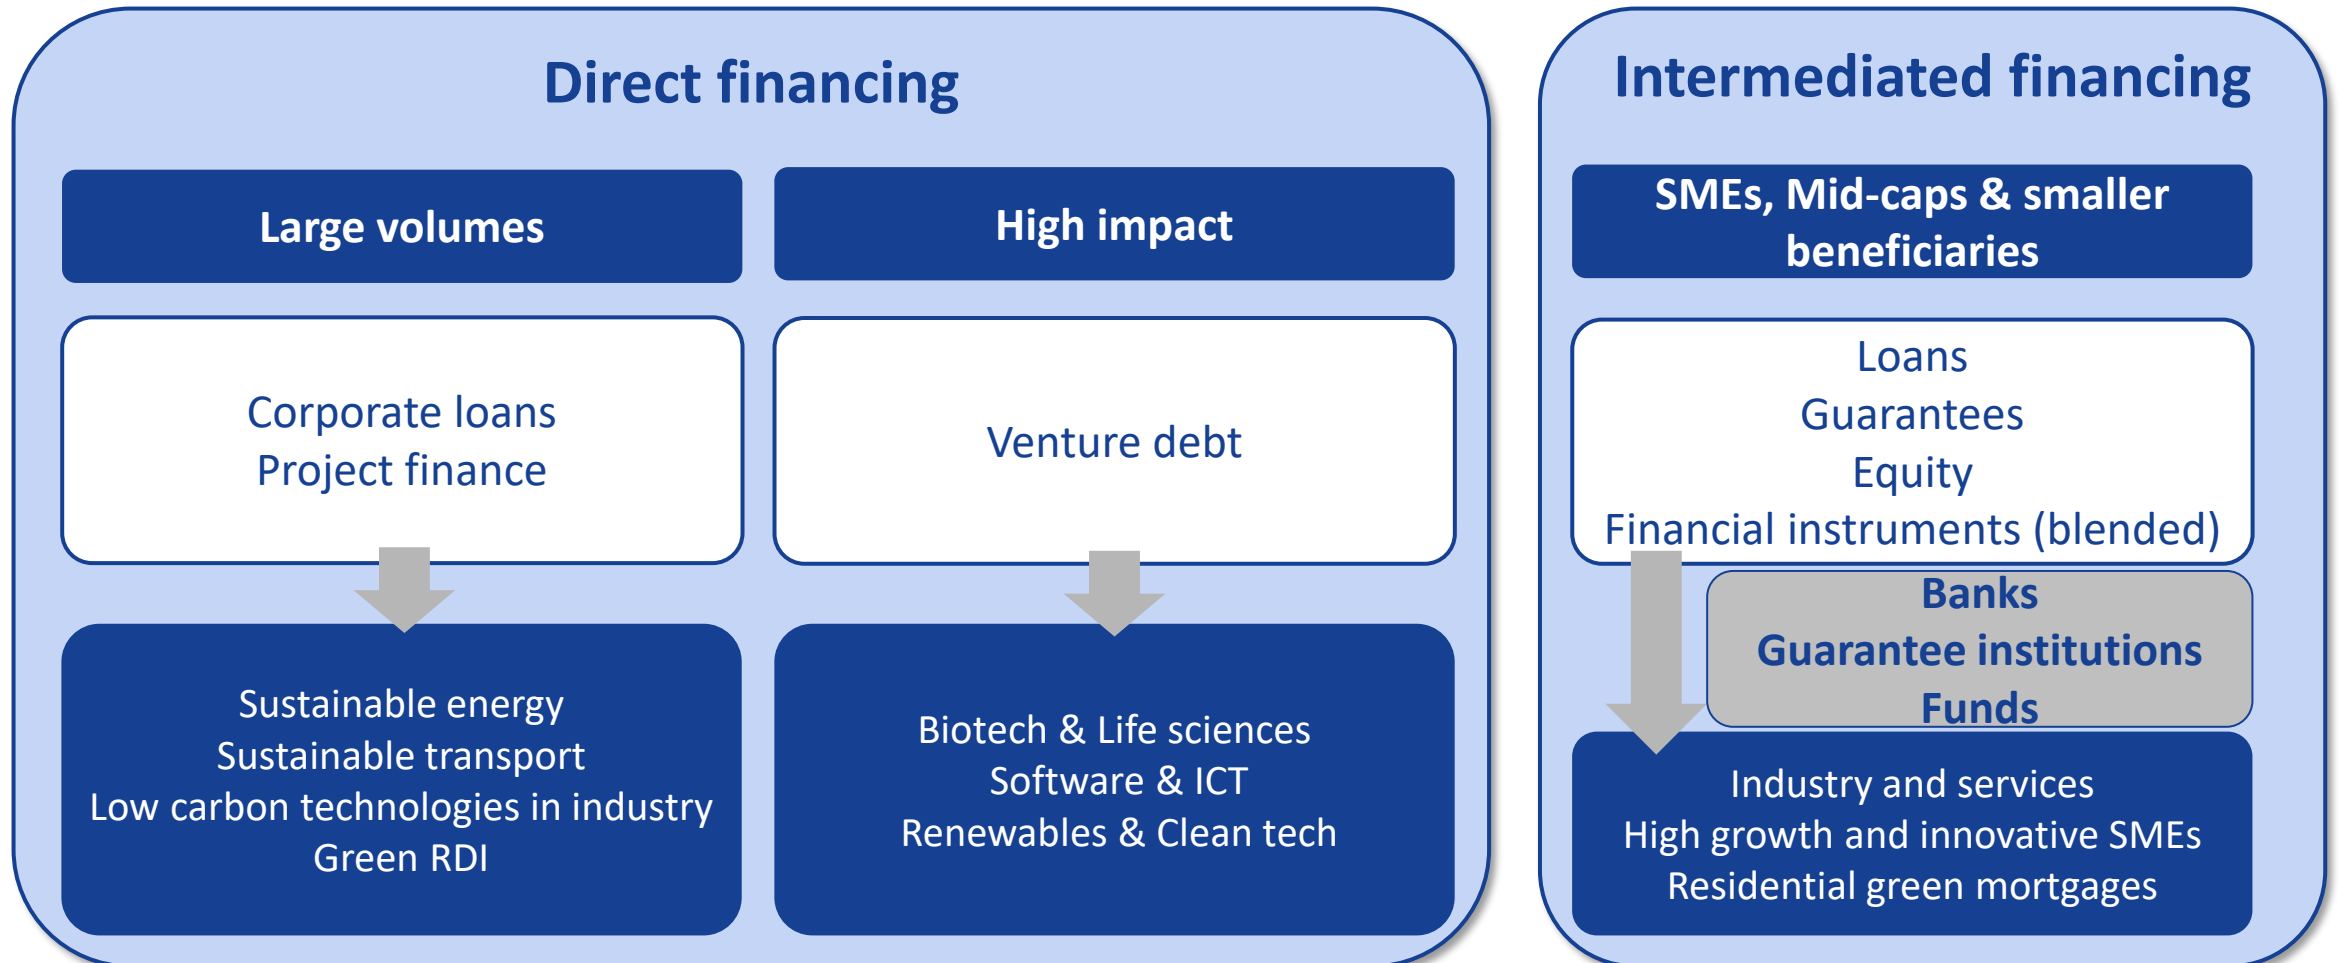 Direct financing
Large volumes
Corporate loans
Project finance
Sustainable energy
Sustainable transport
Low carbon technologies in industry
Green RDI
High impact
Venture debt
Biotech & Life sciences
Software & ICT
Renewables & Clean tech
Intermediated financing
SMEs, Mid-caps & smaller
beneficiaries
Loans
Guarantees
Equity
Financial instruments (blended)
Banks
Guarantee institutions
Funds
Industry and services
High growth and innovative SMEs
Residential green mortgages